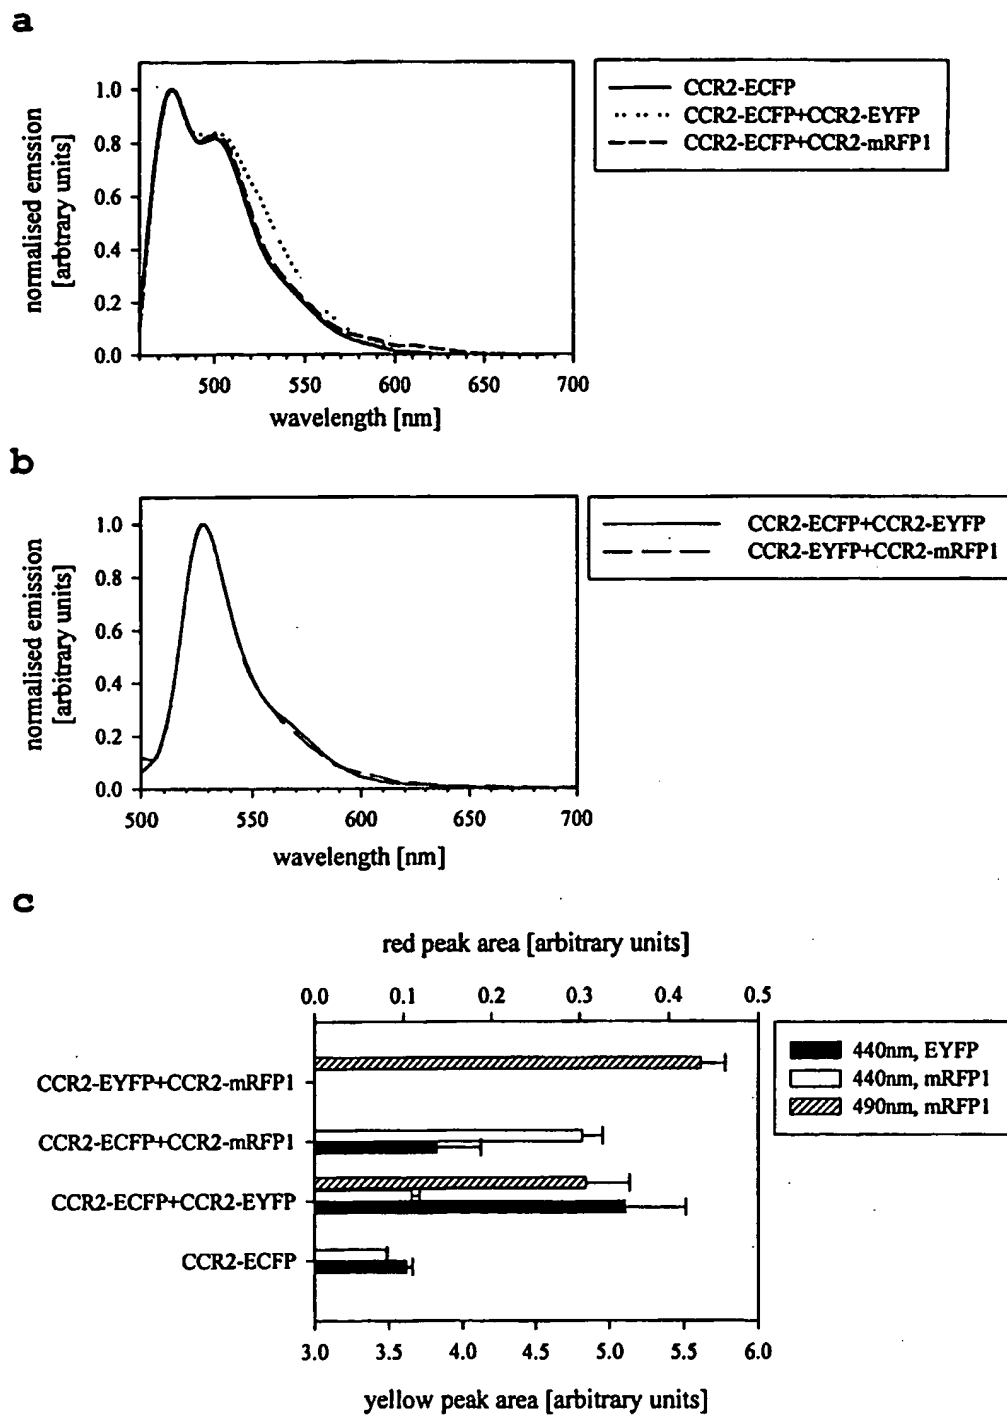 a
normalised emssion
[arbtrary units]
1.0
0.8
0.6
0.4
0.2
0.0
500 550 600 650 700
wavelength [nm]
CCR2-ECFP
CCR2-ECFP+CCR2-EYFP
CCR2-ECFP+CCR2-mRFP1
b
normalised emission
[arbitrary units]
1.0
0.8
0.6
0.4
0.2
0.0
500 550 600 650 700
wavelength [nm]
CCR2-ECFP+CCR2-EYFP
CCR2-EYFP+CCR2-mRFP1
c
red peak area [arbitrary units]
0.0 0.1 0.2 0.3 0.4 0.5
CCR2-EYFP+CCR2-mRFP1
CCR2-ECFP+CCR2-mRFP1
CCR2-ECFP+CCR2-EYFP
CCR2-ECFP
440nm, EYFP
440nm, mRFP1
490nm, mRFP1
3.0 3.5 4.0 4.5 5.0 5.5 6.0
yellow peak area [arbitrary units]